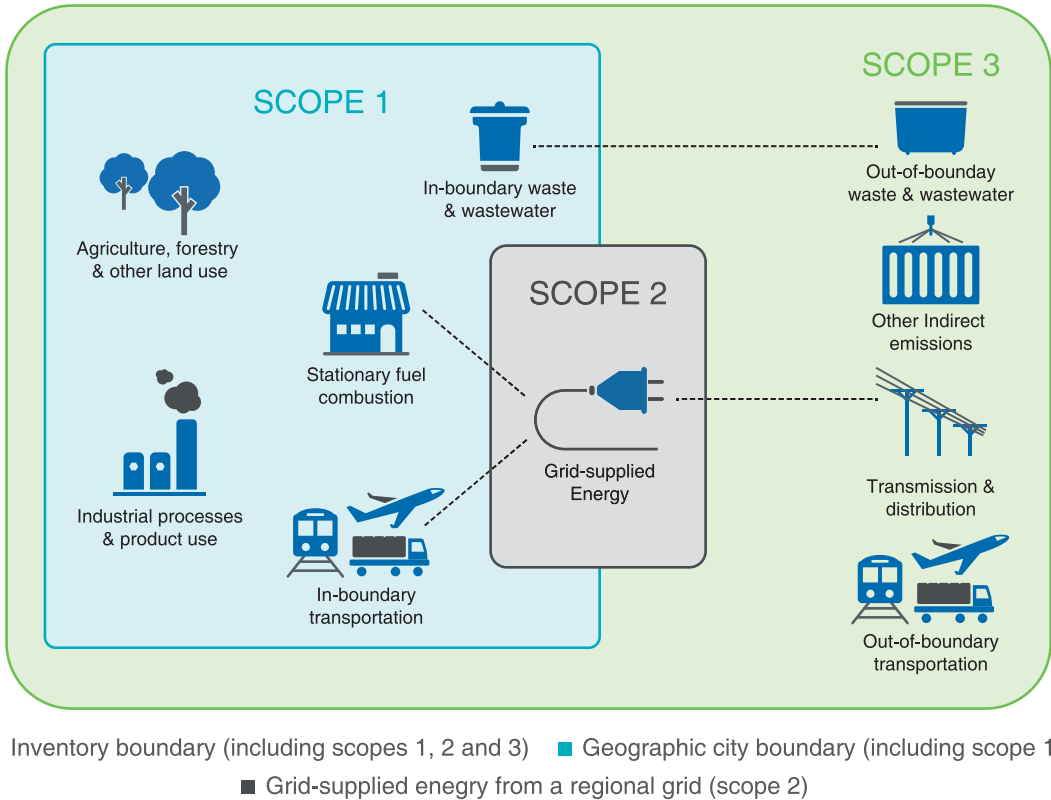 SCOPE 1
SCOPE 3
In-boundary waste
& wastewater
Out-of-bounday
waste & wastewater
Agriculture, forestry
& other land use
SCOPE 2
Other Indirect
emissions
Stationary fuel
combustion
Grid-supplied
Energy
Transmission &
distribution
Industrial processes
& product use
In-boundary
transportation
Out-of-boundary
transportation
Inventory boundary (including scopes 1, 2 and 3)
Geographic city boundary (including scope 1
Grid-supplied enegry from a regional grid (scope 2)